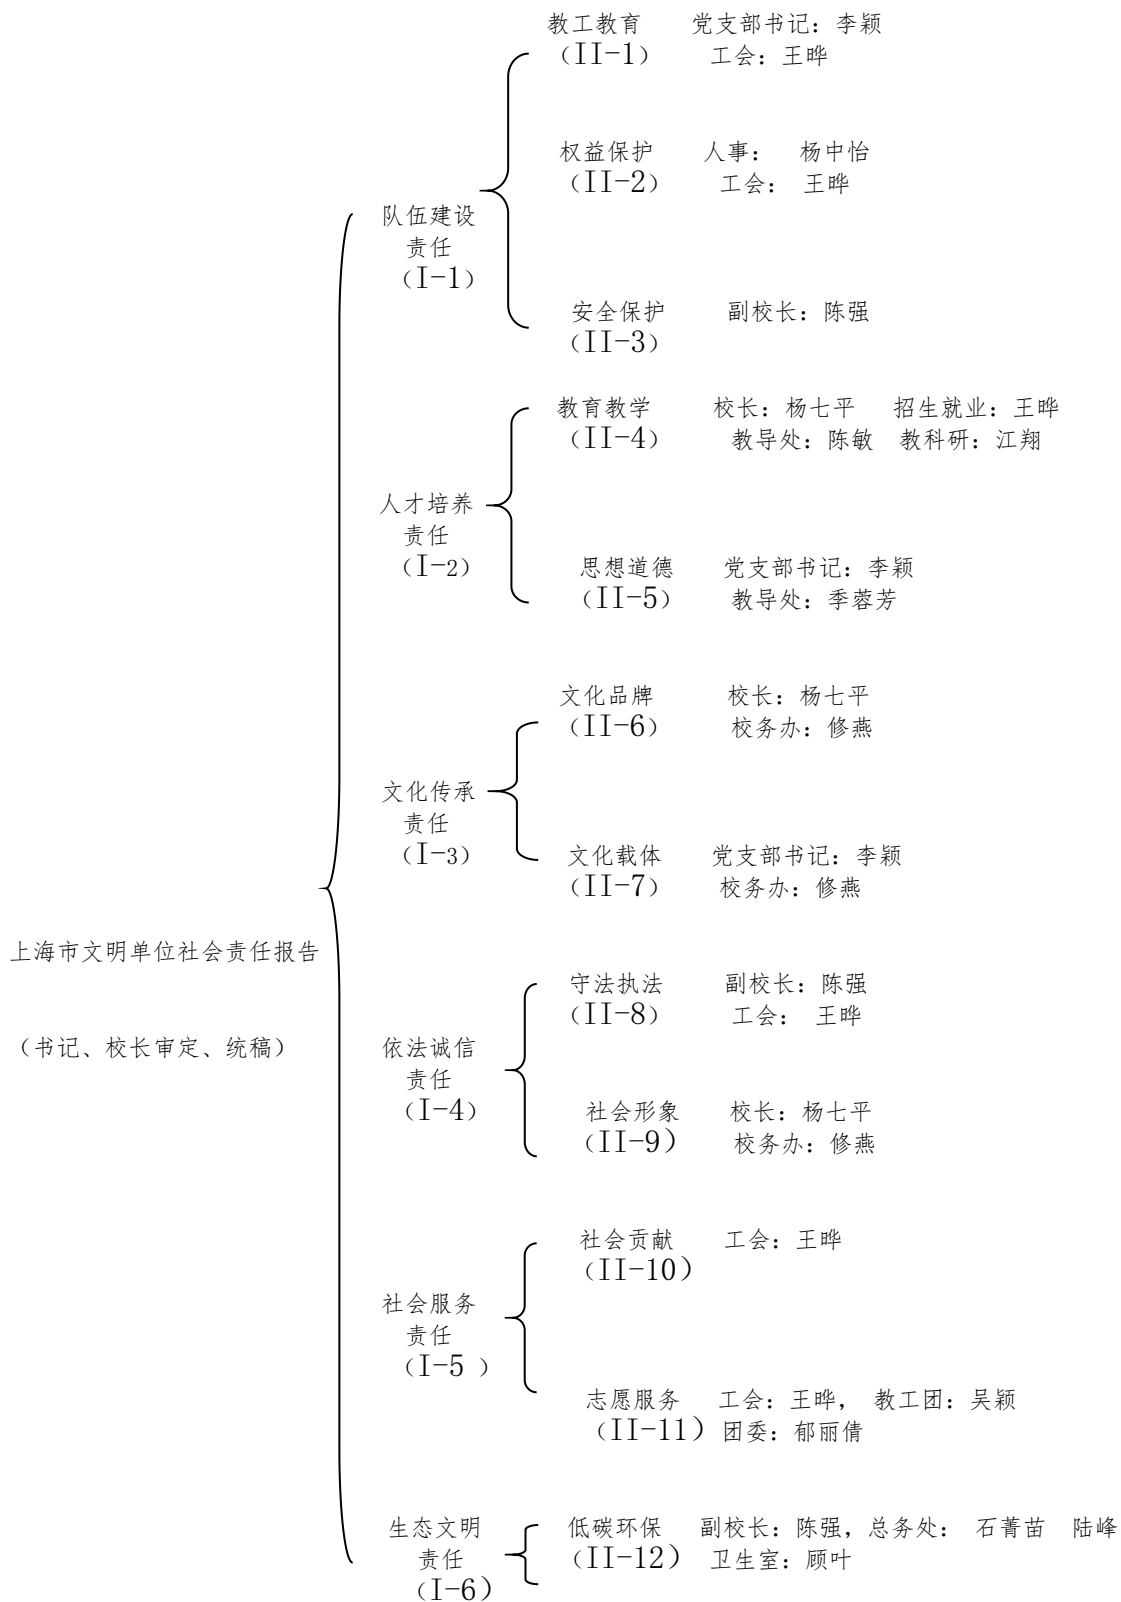 教工教育 党支部书记：李颖
（II-1） 工会：王晔
权益保护 人事： 杨中怡
（II-2） 工会： 王晔
队伍建设
责任
（I-1）
安全保护 副校长：陈强
（II-3）
教育教学 校长：杨七平 招生就业：王晔
（II-4） 教导处：陈敏 教科研：江翔
人才培养
责任
（I-2）
思想道德 党支部书记：李颖
（II-5） 教导处：季蓉芳
文化品牌 校长：杨七平
（II-6） 校务办：修燕
文化传承
责任
（I-3）
文化载体 党支部书记：李颖
（II-7） 校务办：修燕
上海市文明单位社会责任报告
（书记、校长审定、统稿）
守法执法 副校长：陈强
（II-8） 工会： 王晔
依法诚信
责任
（I-4）
社会形象 校长：杨七平
（II-9） 校务办：修燕
社会贡献 工会：王晔
（II-10）
社会服务
责任
（I-5 ）
志愿服务 工会：王晔， 教工团：吴颖
（II-11）团委：郁丽倩
生态文明
责任
（I-6）
低碳环保 副校长：陈强，总务处： 石菁苗 陆峰
（II-12） 卫生室：顾叶